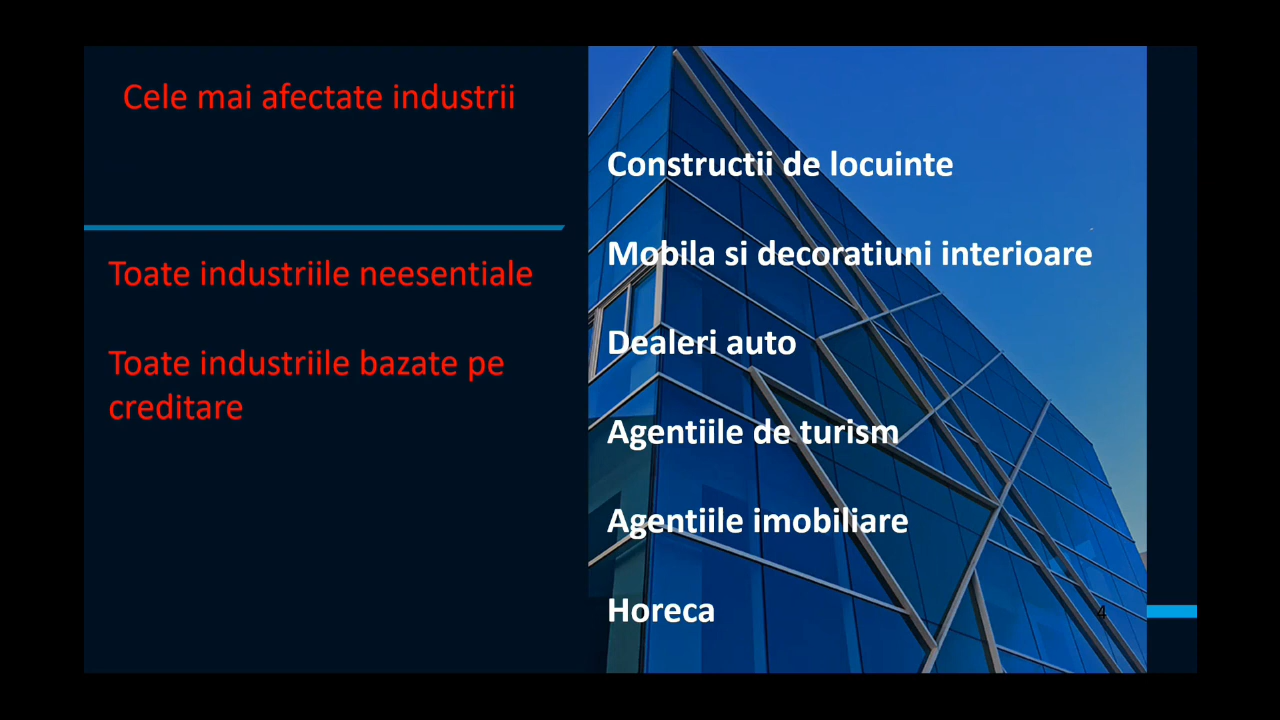 Cele mai afectate industrii
Toate industriile neesentiale
Toate industriile bazate pe
creditare
Constructii de locuinte
Mobila si decoratiuni interioare
Dealeri auto
Agentiile de turism
Agentiile imobiliare
Horeca
4